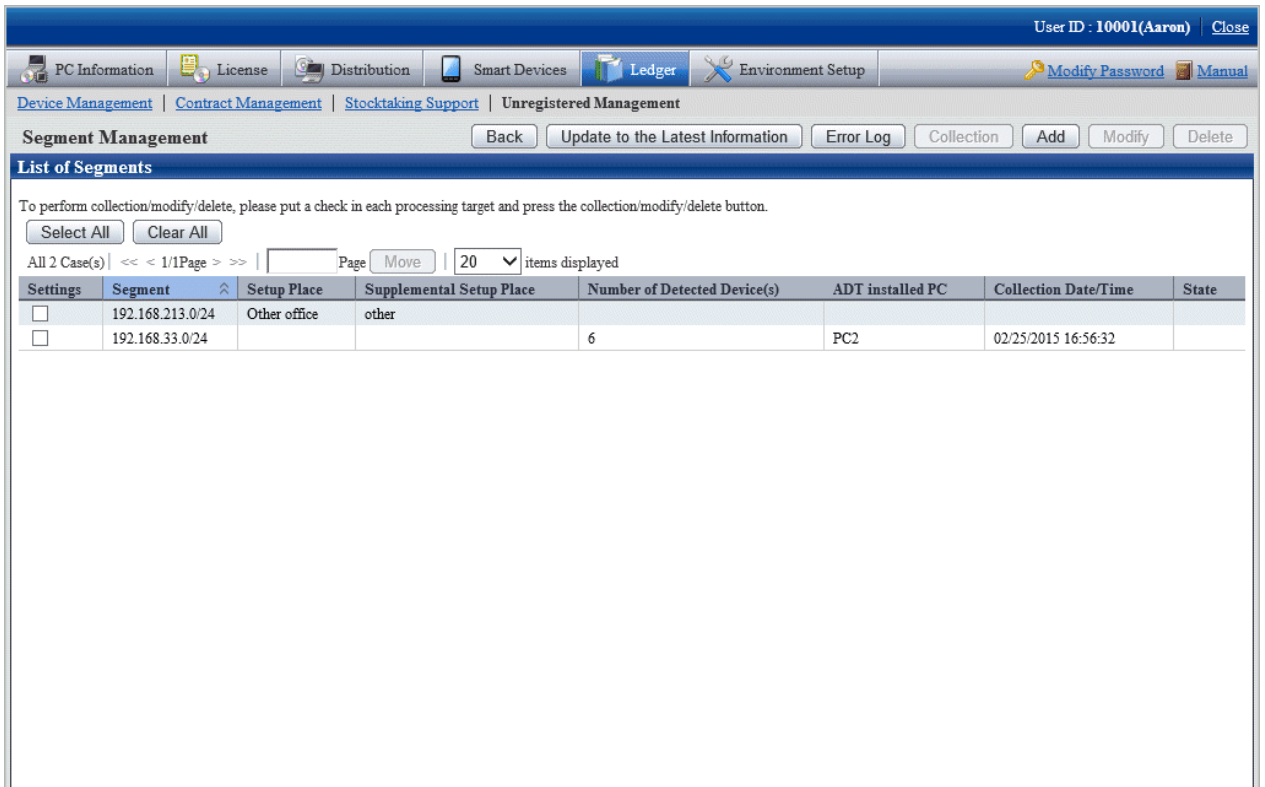 User ID : 10001(Aaron) Close
PC Information License Distribution Smart Devices Ledger Environment Setup Modify Password Manual
Device Management | Contract Management | Stocktaking Support | Unregistered Management
Segment Management Back Update to the Latest Information Error Log Collection Add Modify Delete
List of Segments
To perform collection/modify/delete, please put a check in each processing target and press the collection/modify/delete button.
Select All Clear All
All 2 Case(s) | << < 1/1Page > >> | Page Move | 20 items displayed
Settings Segment Setup Place Supplemental Setup Place Number of Detected Device(s) ADT installed PC Collection Date/Time State
192.168.213.0/24 Other office other
192.168.33.0/24 6 PC2 02/25/2015 16:56:32